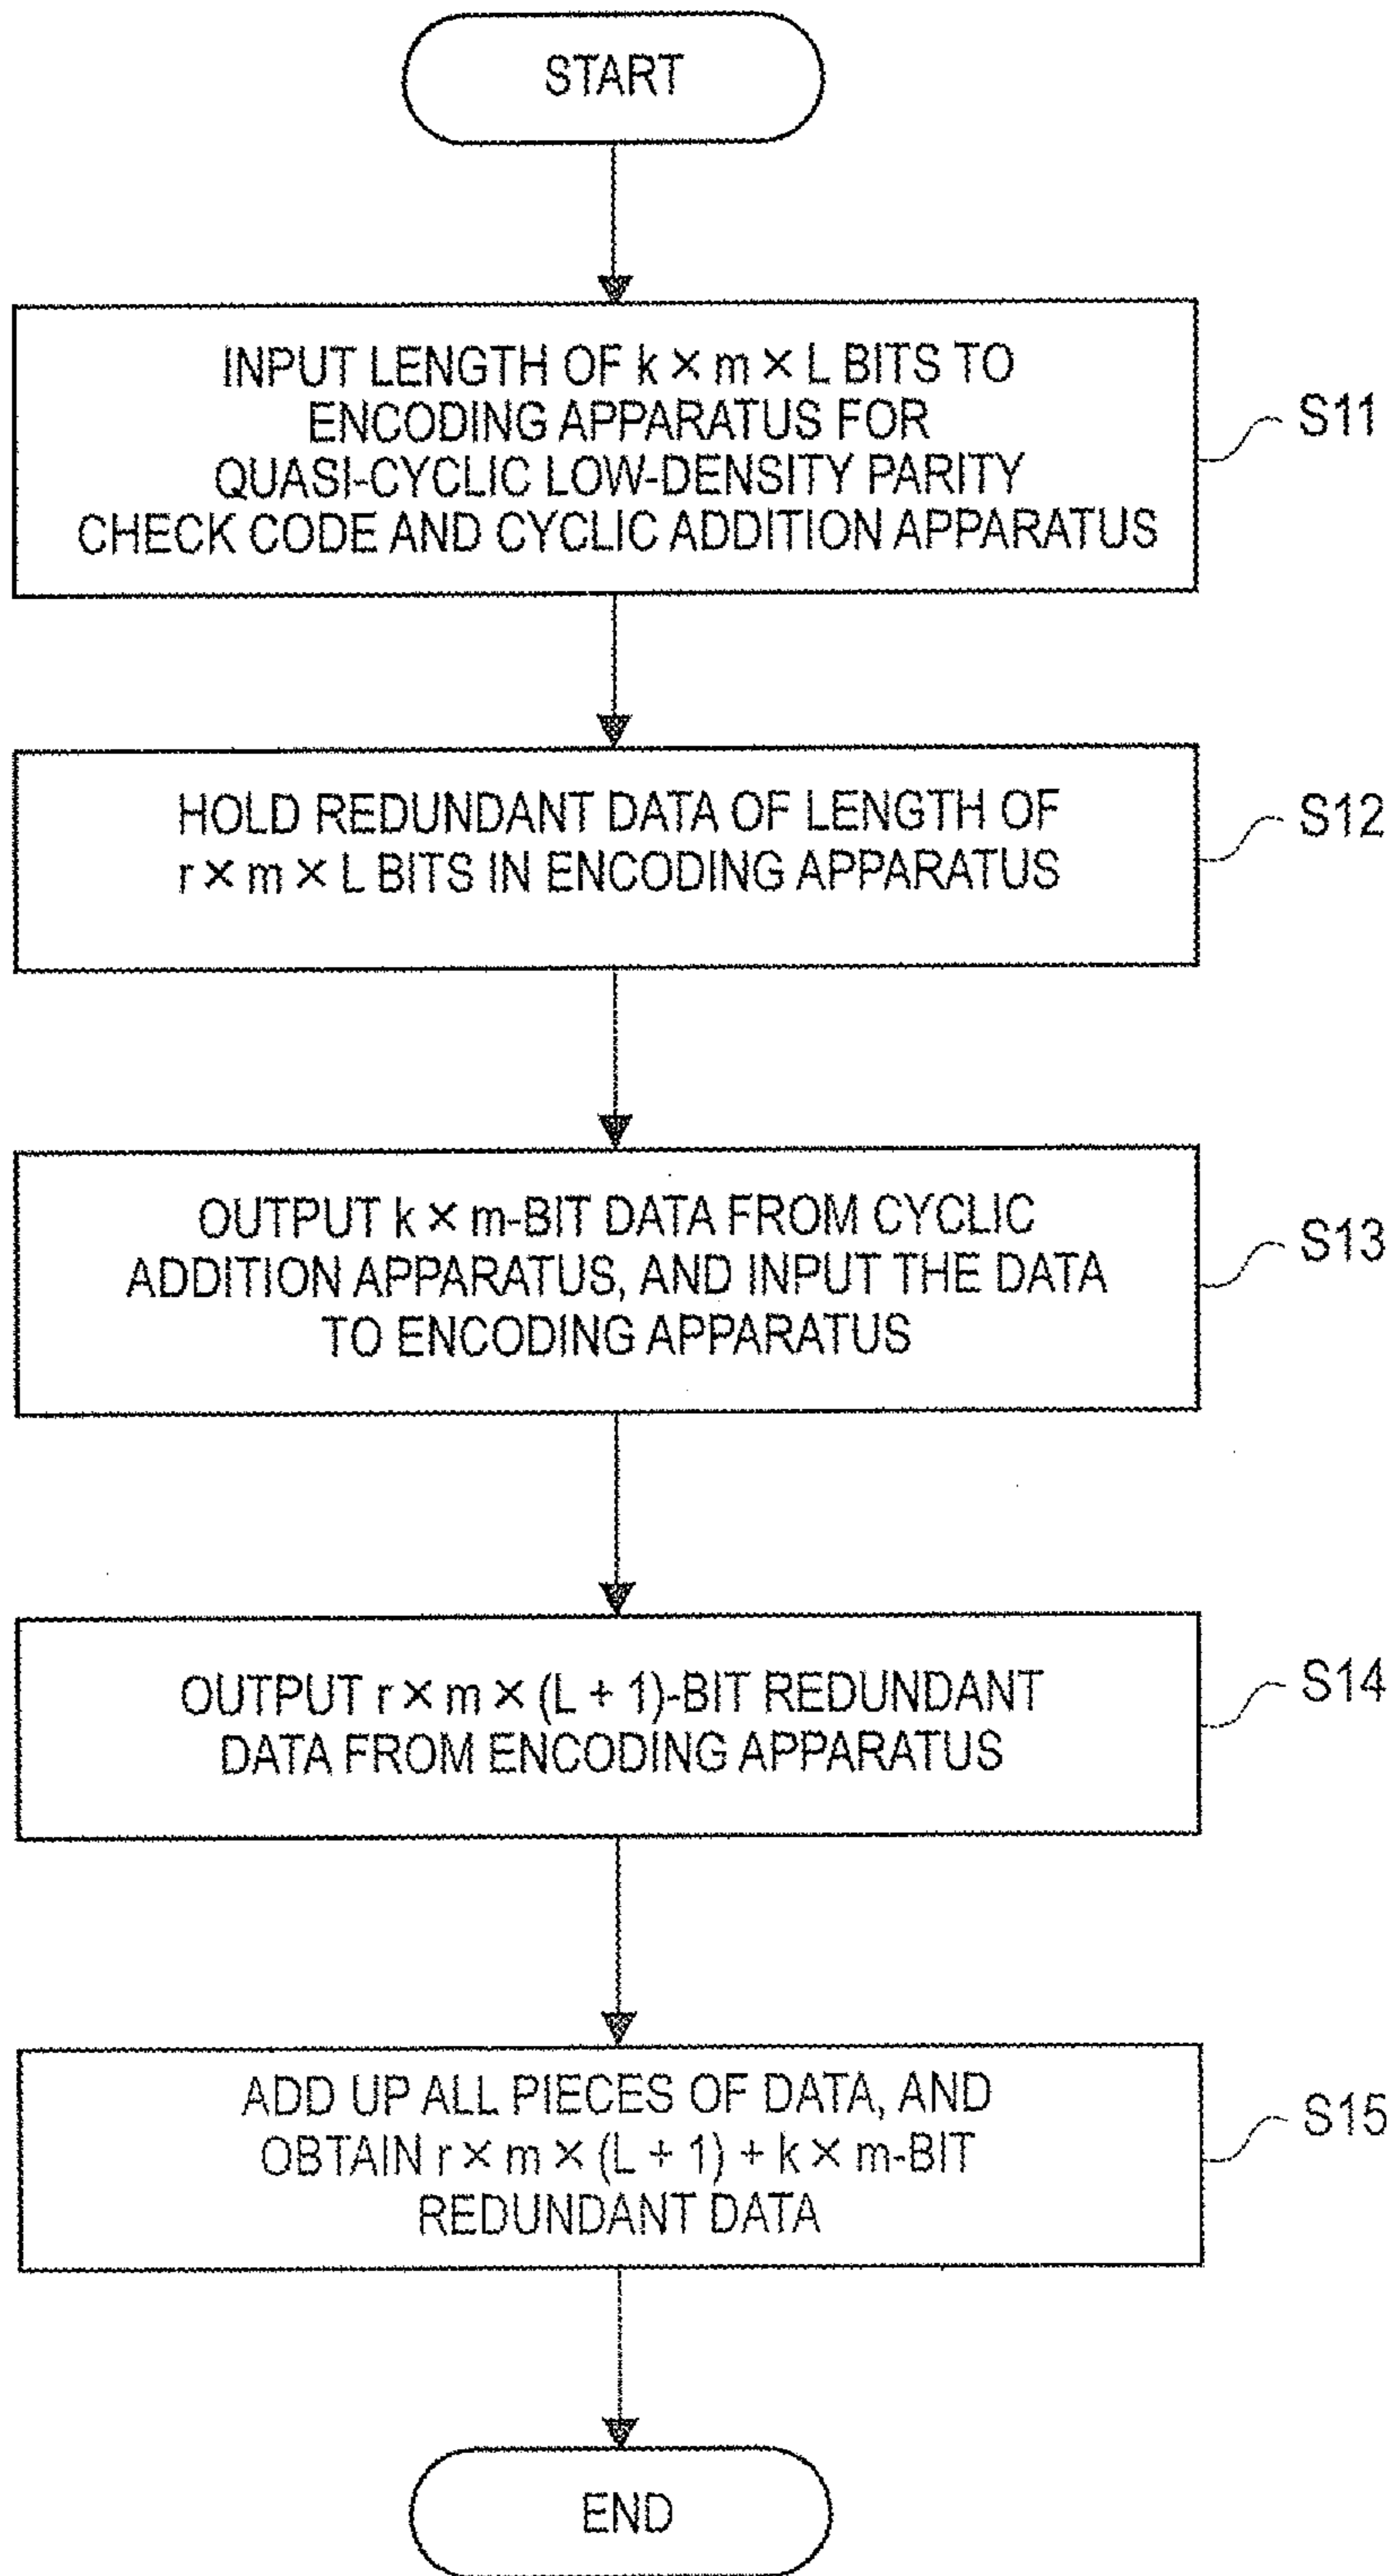 START
INPUT LENGTH OF k × m × L BITS TO
ENCODING APPARATUS FOR
QUASI-CYCLIC LOW-DENSITY PARITY
CHECK CODE AND CYCLIC ADDITION APPARATUS
S11
HOLD REDUNDANT DATA OF LENGTH OF
r × m × L BITS IN ENCODING APPARATUS
S12
OUTPUT k × m-BIT DATA FROM CYCLIC
ADDITION APPARATUS, AND INPUT THE DATA
TO ENCODING APPARATUS
S13
OUTPUT r × m × (L + 1)-BIT REDUNDANT
DATA FROM ENCODING APPARATUS
S14
ADD UP ALL PIECES OF DATA, AND
OBTAIN r × m × (L + 1) + k × m-BIT
REDUNDANT DATA
S15
END